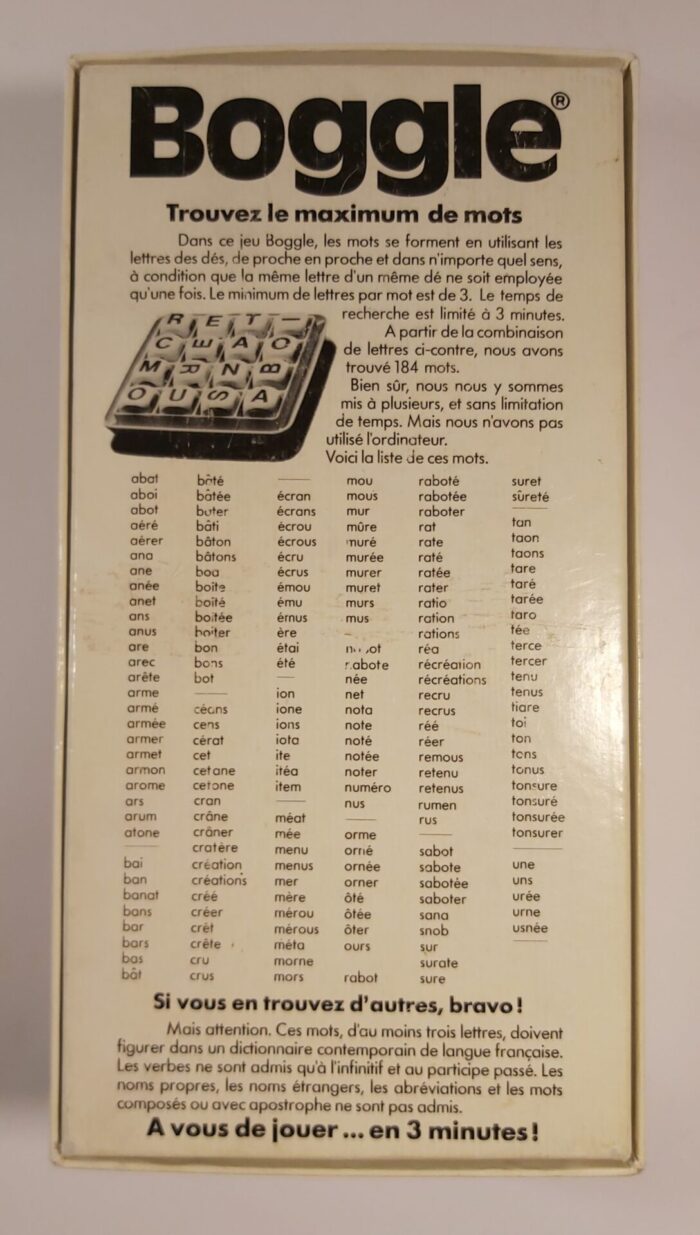 Boggle®
Trouvez le maximum de mots
Dans ce jeu Boggle, les mots se forment en utilisant les
lettres des dés, de proche en proche et dans n'importe quel sens,
à condition que la même lettre d'un même dé ne soit employée
qu'une fois. Le minimum de lettres par mot est de 3. Le temps de
recherche est limité à 3 minutes.
A partir de la combinaison
de lettres ci-contre, nous avons
trouvé 184 mots.
Bien sûr, nous nous y sommes
mis à plusieurs, et sans limitation
de temps. Mais nous n'avons pas
utilisé l'ordinateur.
Voici la liste de ces mots.
R E T I
C E A O
M R N B
O U S A
abat
aboi
abot
aéré
aérer
ana
ane
anée
anet
ans
anus
are
arec
arête
arme
armé
armée
armer
armet
armon
arome
ars
arum
atone
bai
ban
banat
bans
bar
bars
bas
bât
bâté
bâtée
bâter
bâti
bâton
bâtons
boa
boîte
boité
boitée
boiter
bon
bons
bot
céans
cens
cérat
cet
cetane
cetone
cran
crâne
crâner
cratère
création
créations
créé
créer
crêt
crête
cru
crus
écran
écrans
écrou
écrous
écru
écrus
émou
ému
émus
ère
étai
été
ion
ione
ions
iota
ite
itéa
item
méat
mée
menu
menus
mer
mère
mérou
mérous
méta
morne
mors
mou
mous
mur
mûre
muré
murée
murer
muret
murs
mus
née
net
nota
note
noté
notée
noter
numéro
nus
orme
orné
ornée
orner
ôté
ôtée
ôter
ours
rabot
raboté
rabotée
raboter
rat
rate
raté
ratée
rater
ratio
ration
rations
réa
récréation
récréations
recru
recrus
réé
réer
remous
retenu
retenus
rumen
rus
sabot
sabote
sabotée
saboter
sana
snob
sur
surate
sure
suret
sûreté
tan
taon
taons
tare
taré
tarée
taro
tée
terce
tercer
tenu
tenus
tiare
toi
ton
tons
tonus
tonsure
tonsuré
tonsurée
tonsurer
une
uns
urée
urne
usnée
Si vous en trouvez d'autres, bravo!
Mais attention. Ces mots, d'au moins trois lettres, doivent
figurer dans un dictionnaire contemporain de langue française.
Les verbes ne sont admis qu'à l'infinitif et au participe passé. Les
noms propres, les noms étrangers, les abréviations et les mots
composés ou avec apostrophe ne sont pas admis.
A vous de jouer... en 3 minutes!